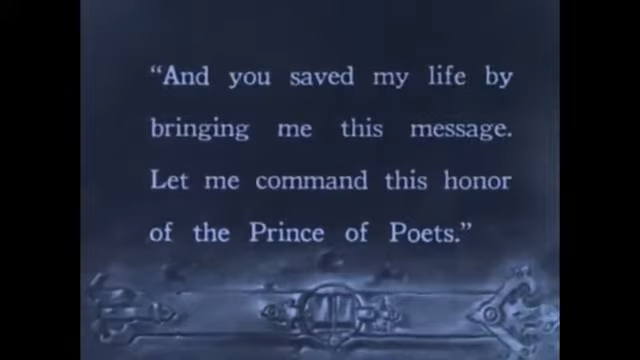 “And you saved my life by
bringing me this message.
Let me command this honor
of the Prince of Poets.”